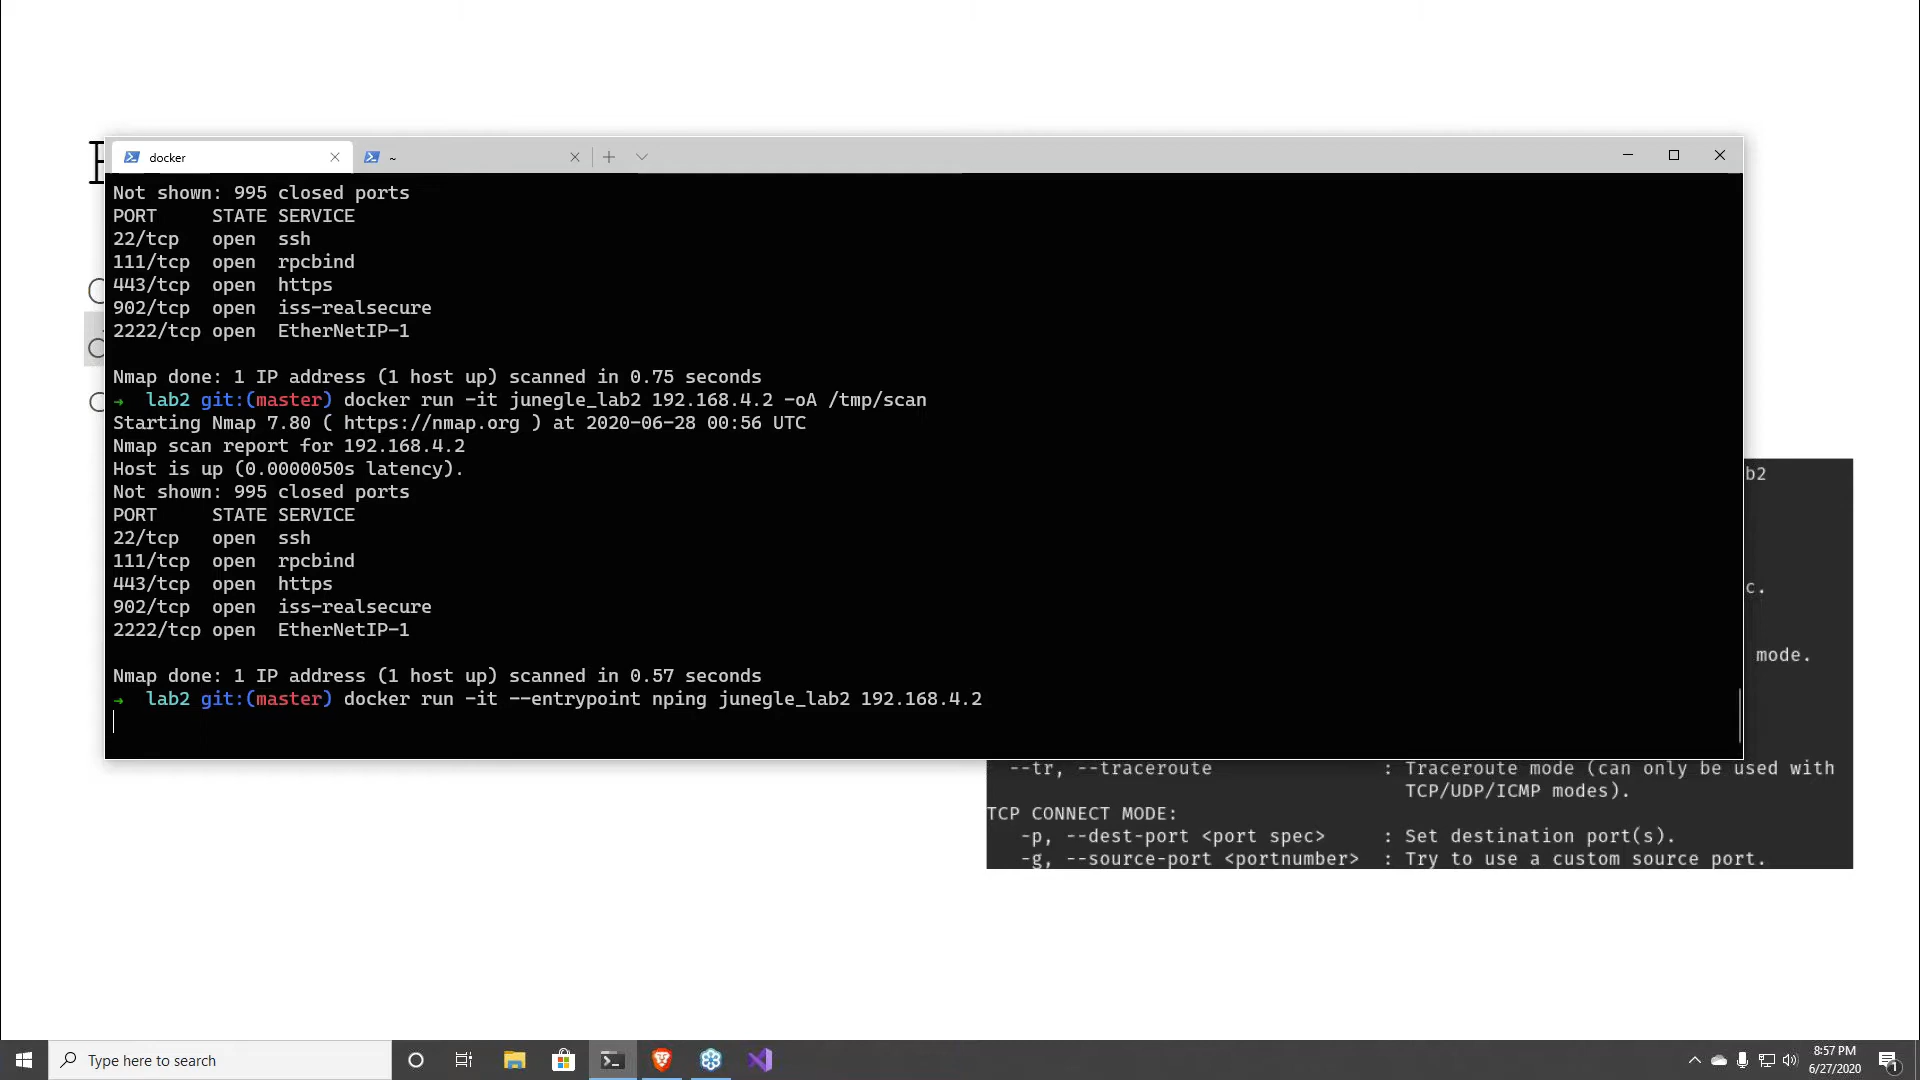 docker
~
Not shown: 995 closed ports
PORT STATE SERVICE
22/tcp open ssh
111/tcp open rpcbind
443/tcp open https
902/tcp open iss-realsecure
2222/tcp open EtherNetIP-1
Nmap done: 1 IP address (1 host up) scanned in 0.75 seconds
➜ lab2 git:(master) docker run -it junegle_lab2 192.168.4.2 -oA /tmp/scan
Starting Nmap 7.80 ( https://nmap.org ) at 2020-06-28 00:56 UTC
Nmap scan report for 192.168.4.2
Host is up (0.0000050s latency).
Not shown: 995 closed ports
PORT STATE SERVICE
22/tcp open ssh
111/tcp open rpcbind
443/tcp open https
902/tcp open iss-realsecure
2222/tcp open EtherNetIP-1
Nmap done: 1 IP address (1 host up) scanned in 0.57 seconds
➜ lab2 git:(master) docker run -it --entrypoint nping junegle_lab2 192.168.4.2
b2
c.
mode.
--tr, --traceroute : Traceroute mode (can only be used with
TCP/UDP/ICMP modes).
TCP CONNECT MODE:
-p, --dest-port <port spec> : Set destination port(s).
-g, --source-port <portnumber> : Try to use a custom source port.
Type here to search
8:57 PM
6/27/2020
1